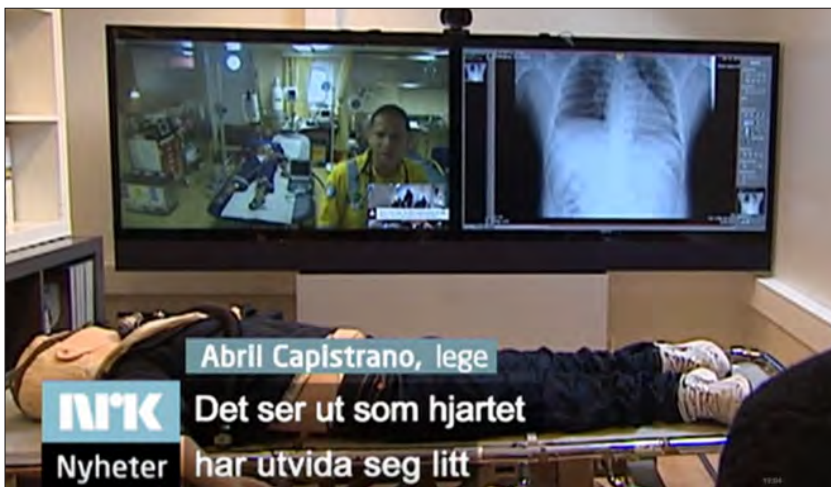 Abril Capistrano, lege
NRK
Det ser ut som hjartet
Nyheter
har utvida seg litt